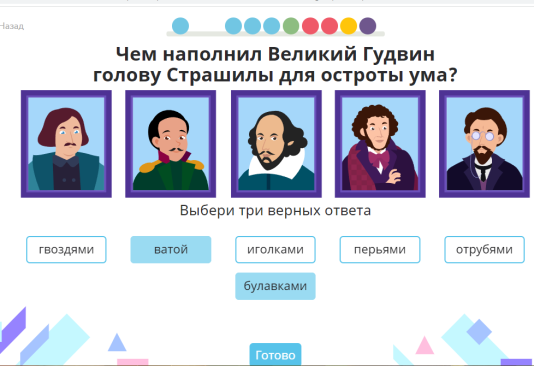 Назад
Чем наполнил Великий Гудвин
голову Страшилы для остроты ума?
Выбери три верных ответа
гвоздями
ватой
иголками
перьями
отрубями
булавками
Готово